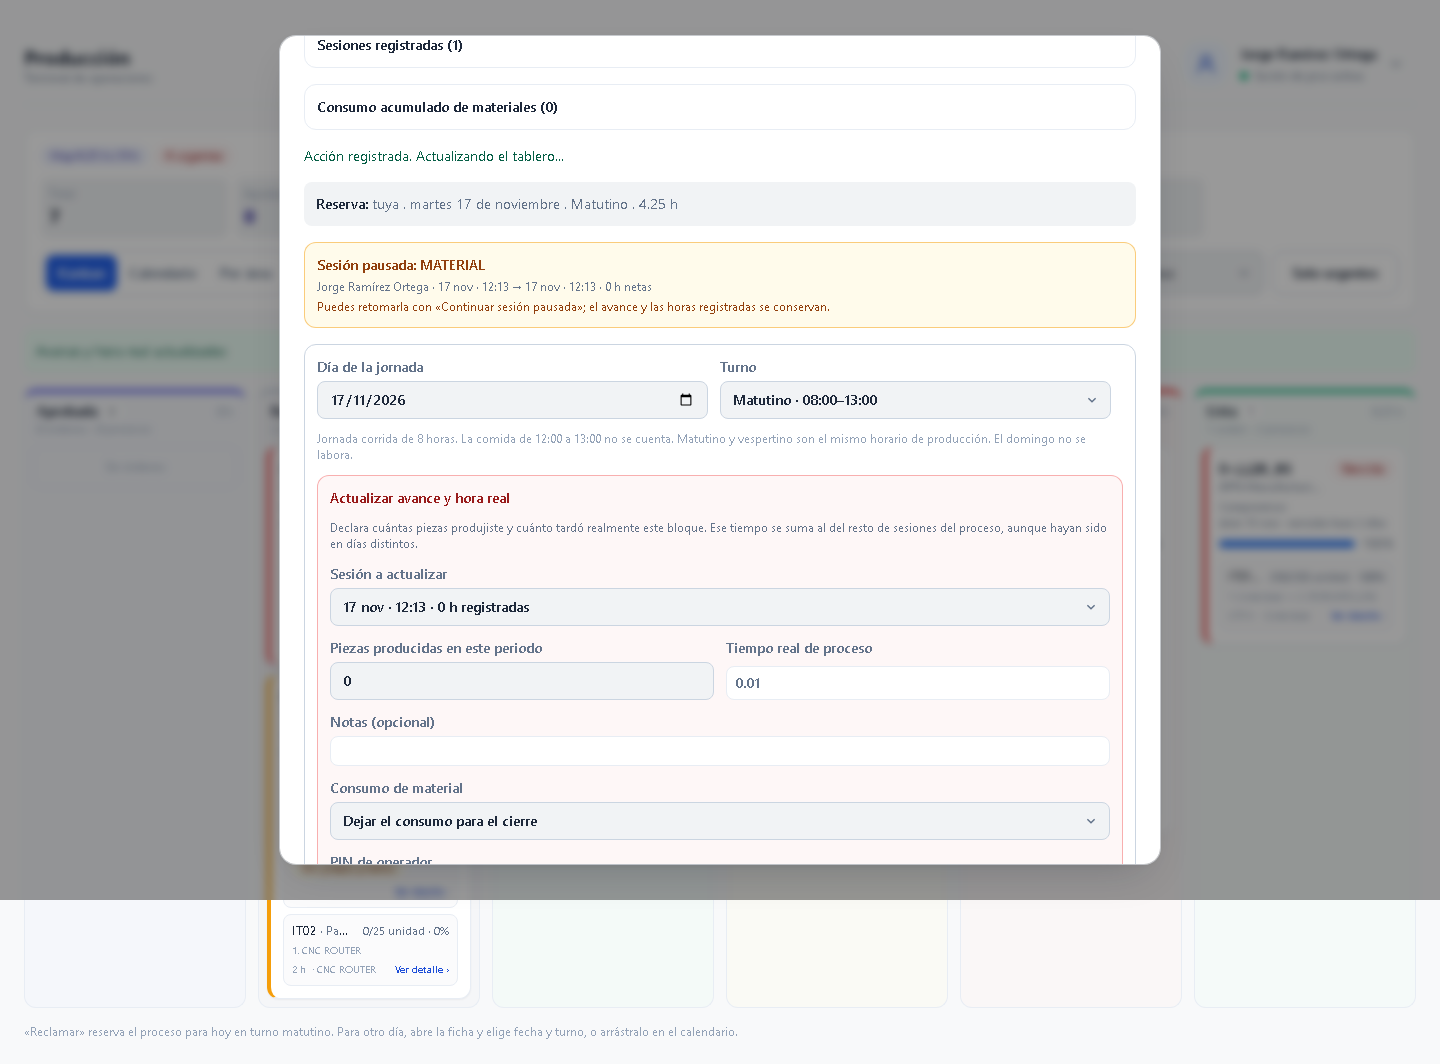 Producción
Jorge Ramírez Ortega
Sesiones registradas (1)
Consumo acumulado de materiales (0)
Acción registrada. Actualizando el tablero...
Reserva: tuya . martes 17 de noviembre . Matutino . 4.25 h
Sesión pausada: MATERIAL
Jorge Ramírez Ortega · 17 nov · 12:13 → 17 nov · 12:13 · 0 h netas
Puedes retomarla con «Continuar sesión pausada»; el avance y las horas registradas se conservan.
Día de la jornada
Turno
17/11/2026
Matutino · 08:00–13:00
Jornada corrida de 8 horas. La comida de 12:00 a 13:00 no se cuenta. Matutino y vespertino son el mismo horario de producción. El domingo no se
labora.
Actualizar avance y hora real
Declara cuántas piezas produjiste y cuánto tardó realmente este bloque. Ese tiempo se suma al del resto de sesiones del proceso, aunque hayan sido
en días distintos.
Sesión a actualizar
17 nov · 12:13 · 0 h registradas
Piezas producidas en este periodo
Tiempo real de proceso
0
0.01
Notas (opcional)
Consumo de material
Dejar el consumo para el cierre
PIN de operador
IT02 · Pa... 0/25 unidad · 0%
1. CNC ROUTER
2 h · CNC ROUTER Ver detalle ›
«Reclamar» reserva el proceso para hoy en turno matutino. Para otro día, abre la ficha y elige fecha y turno, o arrástralo en el calendario.